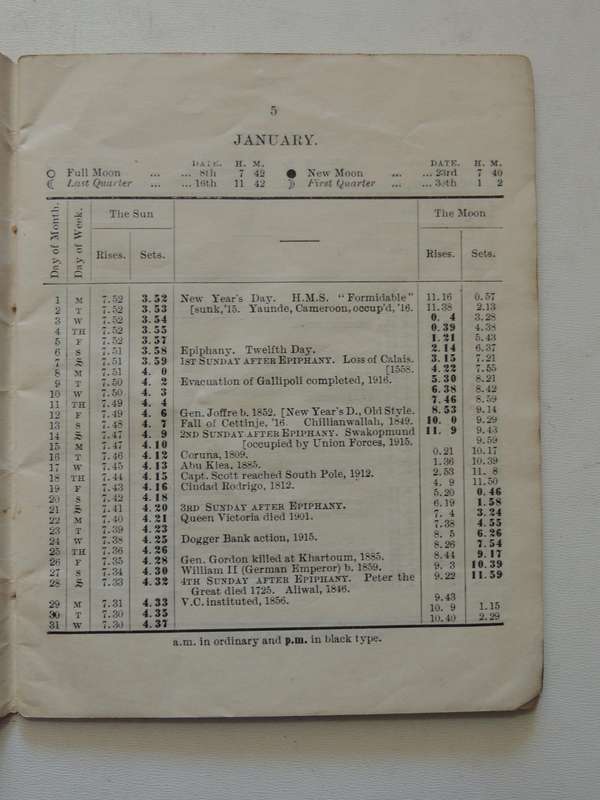 5
JANUARY.
DATE. H. M. DATE. H. M.
Full Moon ... ... 8th 7 42 New Moon ... ... 23rd 7 40
Last Quarter ... ... 16th 11 42 First Quarter ... ... 30th 1 2
Day of Month. Day of Week. The Sun The Moon
Rises. Sets. Rises. Sets.
1 M 7.52 3.52 New Year's Day. H.M.S. "Formidable" 11.16 0.57
2 T 7.52 3.53 [sunk,'15. Yaunde, Cameroon, occup'd, '16. 11.38 2.13
3 W 7.52 3.54 0. 4 3.28
4 TH 7.52 3.55 0.39 4.38
5 F 7.52 3.57 1.21 5.43
6 S 7.51 3.58 Epiphany. Twelfth Day. 2.14 6.37
7 S 7.51 3.59 1ST SUNDAY AFTER EPIPHANY. Loss of Calais. 3.15 7.21
8 M 7.51 4. 0 [1558. 4.22 7.55
9 T 7.50 4. 2 Evacuation of Gallipoli completed, 1916. 5.30 8.21
10 W 7.50 4. 3 6.38 8.42
11 TH 7.49 4. 4 7.46 8.59
12 F 7.49 4. 6 Gen. Joffre b. 1852. [New Year's D., Old Style. 8.53 9.14
13 S 7.48 4. 7 Fall of Cettinje, '16. Chillianwallah, 1849. 10. 0 9.29
14 S 7.47 4. 9 2ND SUNDAY AFTER EPIPHANY. Swakopmund 11. 9 9.43
15 M 7.47 4.10 [occupied by Union Forces, 1915. 9.59
16 T 7.46 4.12 Coruna, 1809. 0.21 10.17
17 W 7.45 4.13 Abu Klea, 1885. 1.36 10.39
18 TH 7.44 4.15 Capt. Scott reached South Pole, 1912. 2.53 11. 8
19 F 7.43 4.16 Ciudad Rodrigo, 1812. 4. 9 11.50
20 S 7.42 4.18 5.20 0.46
21 S 7.41 4.20 3RD SUNDAY AFTER EPIPHANY. 6.19 1.58
22 M 7.40 4.21 Queen Victoria died 1901. 7. 4 3.24
23 T 7.39 4.23 7.38 4.55
24 W 7.38 4.25 Dogger Bank action, 1915. 8. 5 6.26
25 TH 7.36 4.26 8.26 7.54
26 F 7.35 4.28 Gen. Gordon killed at Khartoum, 1885. 8.44 9.17
27 S 7.34 4.30 William II (German Emperor) b. 1859. 9. 3 10.39
28 S 7.33 4.32 4TH SUNDAY AFTER EPIPHANY. Peter the 9.22 11.59
Great died 1725. Aliwal, 1846.
29 M 7.31 4.33 V.C. instituted, 1856. 9.43
30 T 7.30 4.35 10. 9 1.15
31 W 7.30 4.37 10.40 2.29
a.m. in ordinary and p.m. in black type.